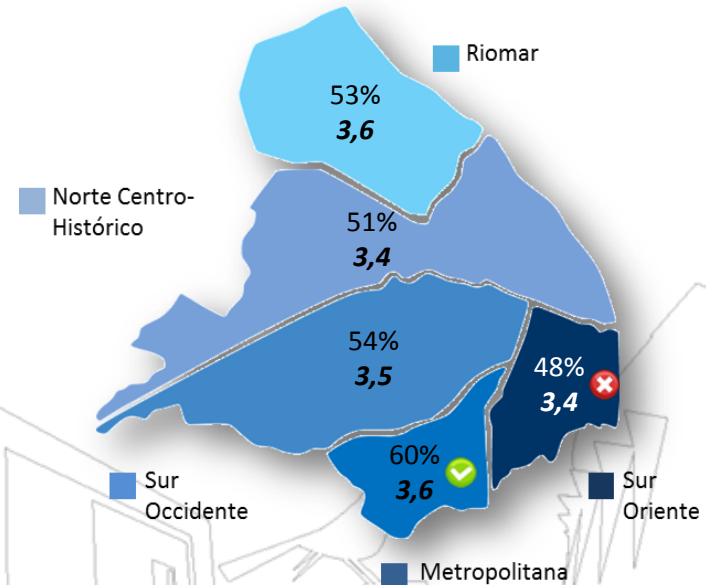 Riomar
53%
3,6
Norte Centro-
Histórico
51%
3,4
54%
3,5
48%
3,4
60%
3,6
Sur
Occidente
Sur
Oriente
Metropolitana